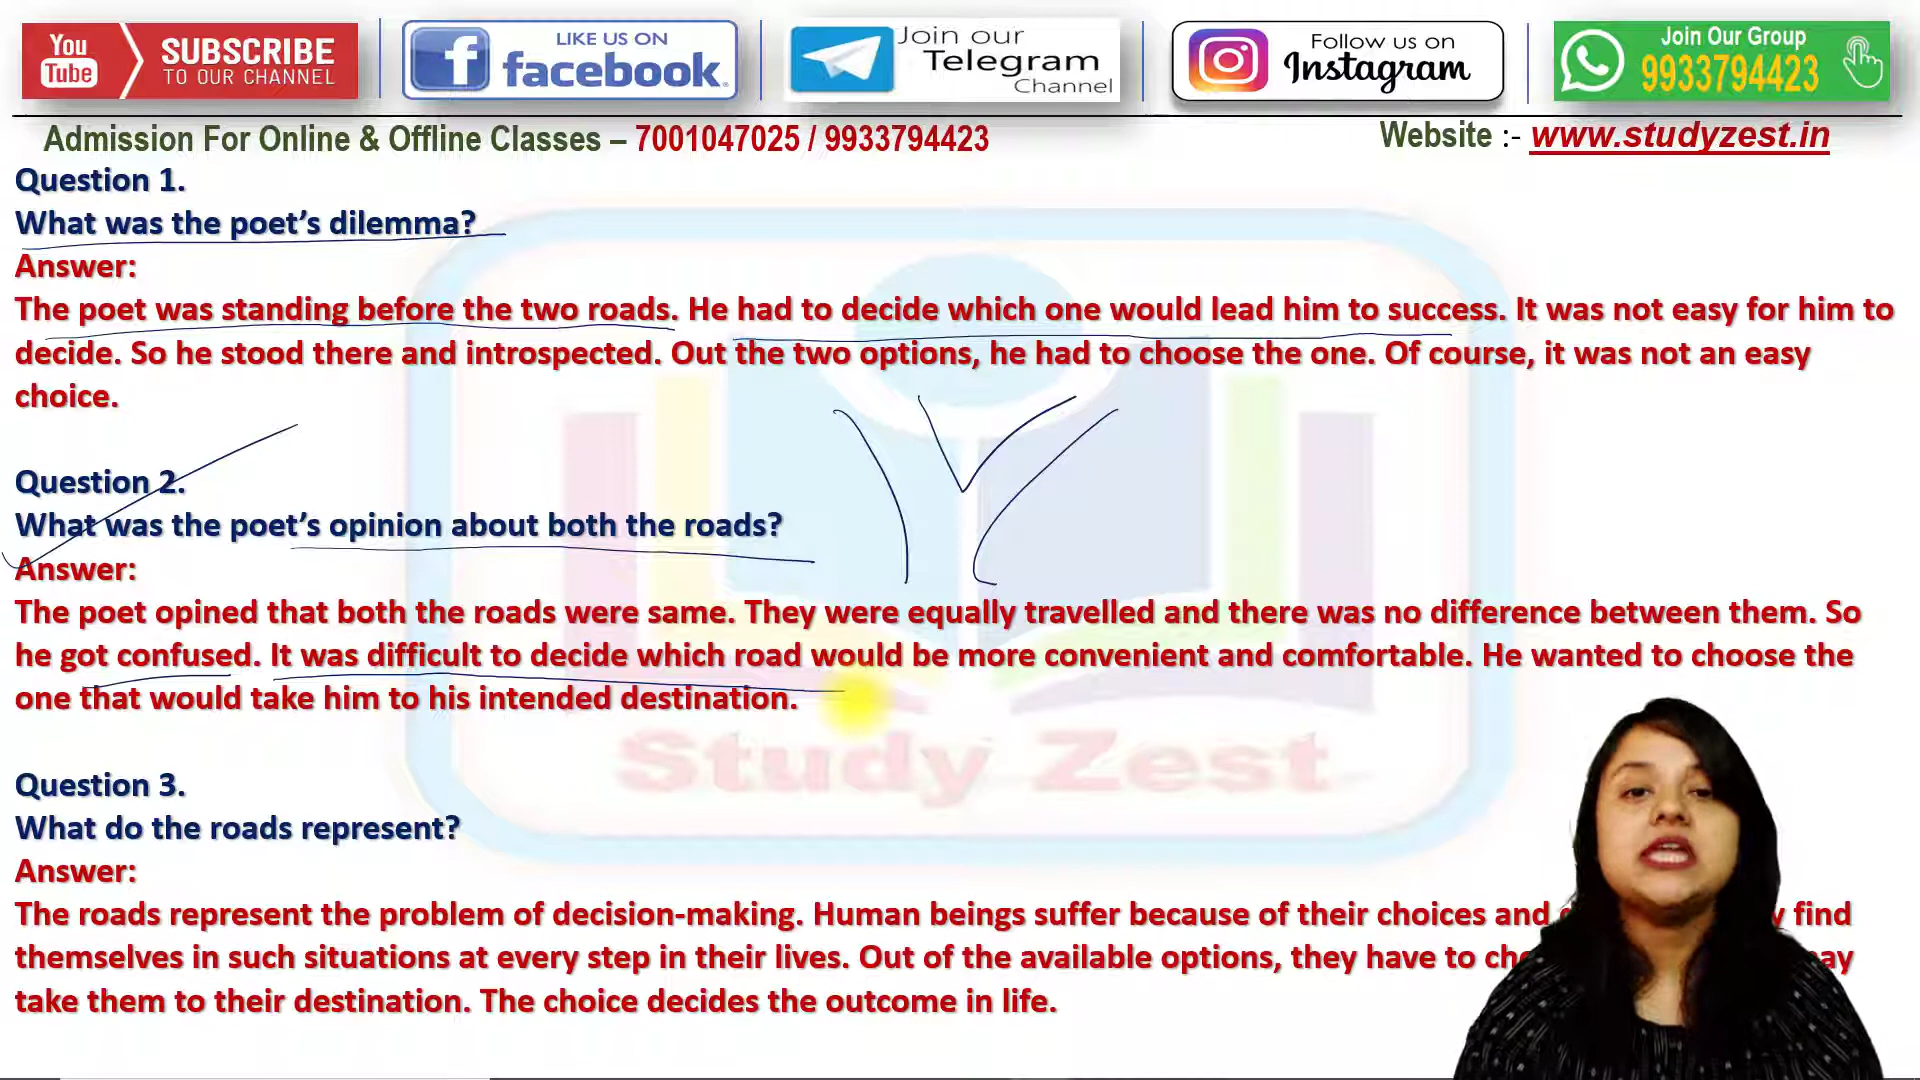 You Tube SUBSCRIBE TO OUR CHANNEL
LIKE US ON facebook.
Join our Telegram Channel
Follow us on Instagram
Join Our Group 9933794423
Admission For Online & Offline Classes – 7001047025 / 9933794423
Website :- www.studyzest.in
Question 1.
What was the poet’s dilemma?
Answer:
The poet was standing before the two roads. He had to decide which one would lead him to success. It was not easy for him to
decide. So he stood there and introspected. Out the two options, he had to choose the one. Of course, it was not an easy
choice.
Question 2.
What was the poet’s opinion about both the roads?
Answer:
The poet opined that both the roads were same. They were equally travelled and there was no difference between them. So
he got confused. It was difficult to decide which road would be more convenient and comfortable. He wanted to choose the
one that would take him to his intended destination.
Study Zest
Question 3.
What do the roads represent?
Answer:
The roads represent the problem of decision-making. Human beings suffer because of their choices and find
themselves in such situations at every step in their lives. Out of the available options, they have to
take them to their destination. The choice decides the outcome in life.